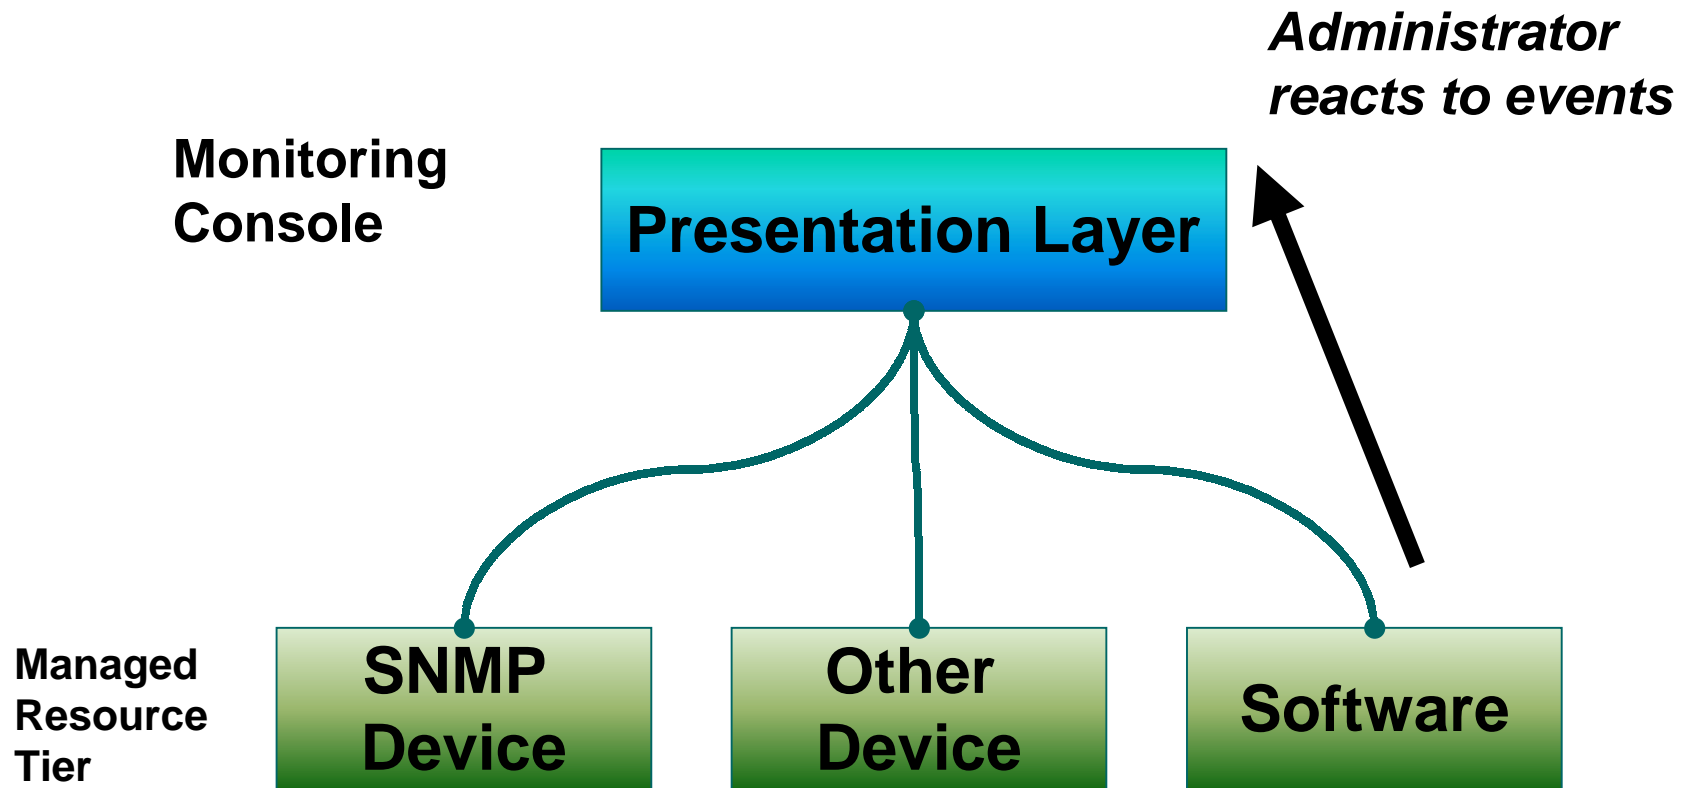 Administrator
reacts to events
Monitoring
Console
Presentation Layer
Managed
Resource
Tier
SNMP
Device
Other
Device
Software